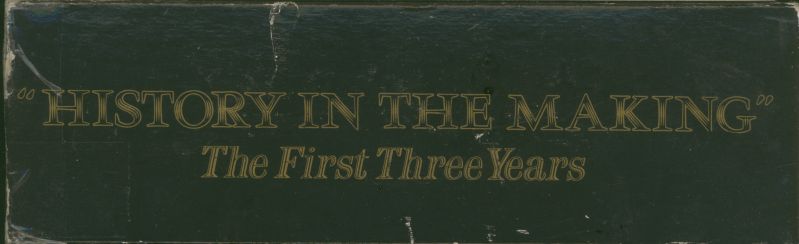 "HISTORY IN THE MAKING"
The First Three Years